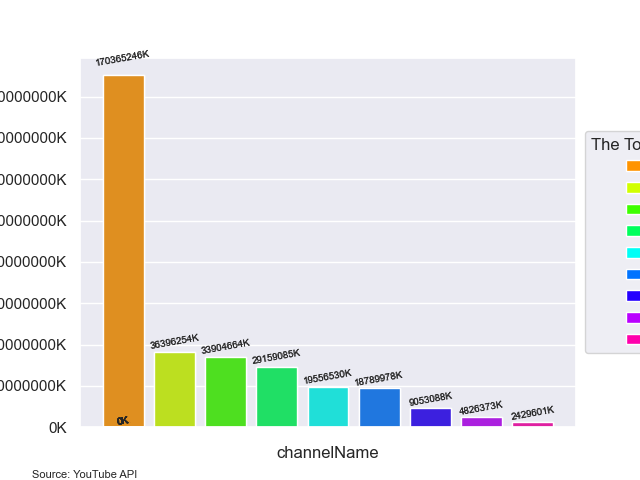 170365246K
0000000K
0000000K
0000000K
0000000K
0000000K
0000000K
0000000K
0000000K
0K
36396254K
33904664K
29159085K
19556530K
18789978K
9053088K
4826373K
2429601K
0K
The To
channelName
Source: YouTube API